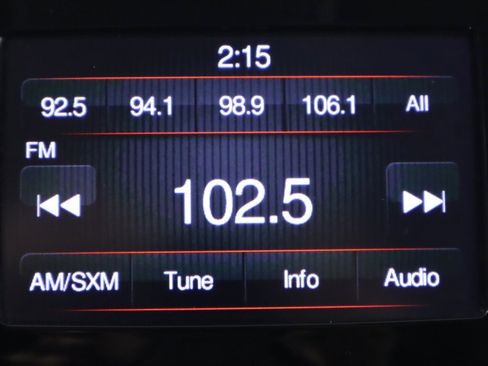 2:15
92.5 94.1 98.9 106.1 All
FM
102.5
AM/SXM Tune Info Audio